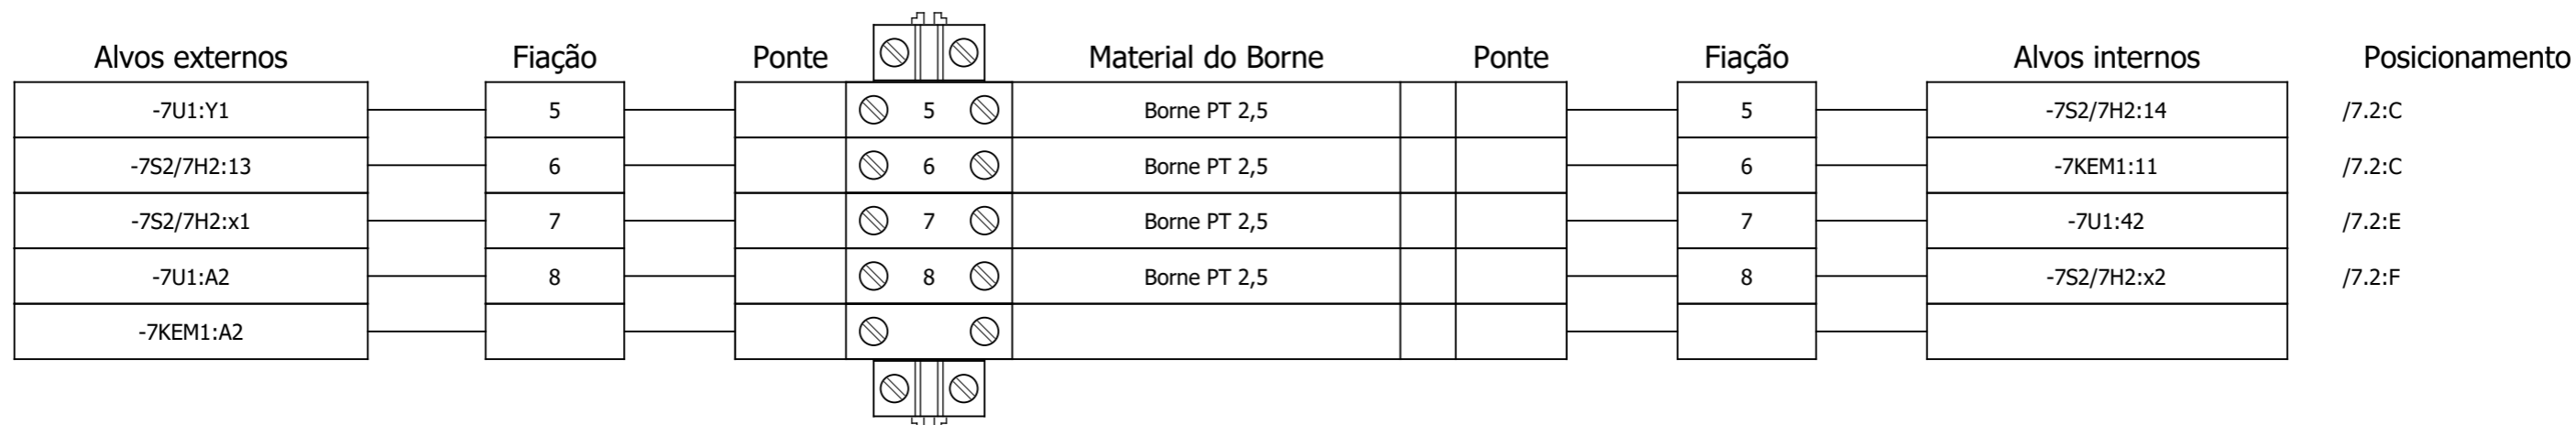 Alvos externos Fiação Ponte Material do Borne Ponte Fiação Alvos internos Posicionamento
-7U1:Y1 5 5 Borne PT 2,5 5 -7S2/7H2:14 /7.2:C
-7S2/7H2:13 6 6 Borne PT 2,5 6 -7KEM1:11 /7.2:C
-7S2/7H2:x1 7 7 Borne PT 2,5 7 -7U1:42 /7.2:E
-7U1:A2 8 8 Borne PT 2,5 8 -7S2/7H2:x2 /7.2:F
-7KEM1:A2